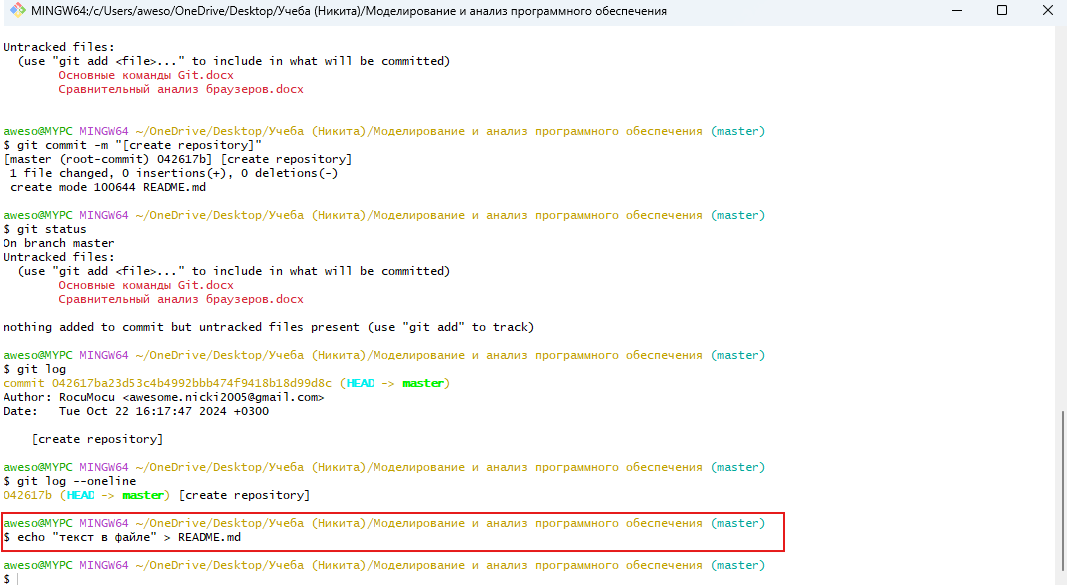 MINGW64:/c/Users/aweso/OneDrive/Desktop/Учеба (Никита)/Моделирование и анализ программного обеспечения
Untracked files:
  (use "git add <file>..." to include in what will be committed)
        Основные команды Git.docx
        Сравнительный анализ браузеров.docx
aweso@MYPC MINGW64 ~/OneDrive/Desktop/Учеба (Никита)/Моделирование и анализ программного обеспечения (master)
$ git commit -m "[create repository]"
[master (root-commit) 042617b] [create repository]
 1 file changed, 0 insertions(+), 0 deletions(-)
 create mode 100644 README.md
aweso@MYPC MINGW64 ~/OneDrive/Desktop/Учеба (Никита)/Моделирование и анализ программного обеспечения (master)
$ git status
On branch master
Untracked files:
  (use "git add <file>..." to include in what will be committed)
        Основные команды Git.docx
        Сравнительный анализ браузеров.docx
nothing added to commit but untracked files present (use "git add" to track)
aweso@MYPC MINGW64 ~/OneDrive/Desktop/Учеба (Никита)/Моделирование и анализ программного обеспечения (master)
$ git log
commit 042617ba23d53c4b4992bbb474f9418b18d99d8c (HEAD -> master)
Author: RocuMocu <awesome.nicki2005@gmail.com>
Date:   Tue Oct 22 16:17:47 2024 +0300
    [create repository]
aweso@MYPC MINGW64 ~/OneDrive/Desktop/Учеба (Никита)/Моделирование и анализ программного обеспечения (master)
$ git log --oneline
042617b (HEAD -> master) [create repository]
aweso@MYPC MINGW64 ~/OneDrive/Desktop/Учеба (Никита)/Моделирование и анализ программного обеспечения (master)
$ echo "текст в файле" > README.md
aweso@MYPC MINGW64 ~/OneDrive/Desktop/Учеба (Никита)/Моделирование и анализ программного обеспечения (master)
$